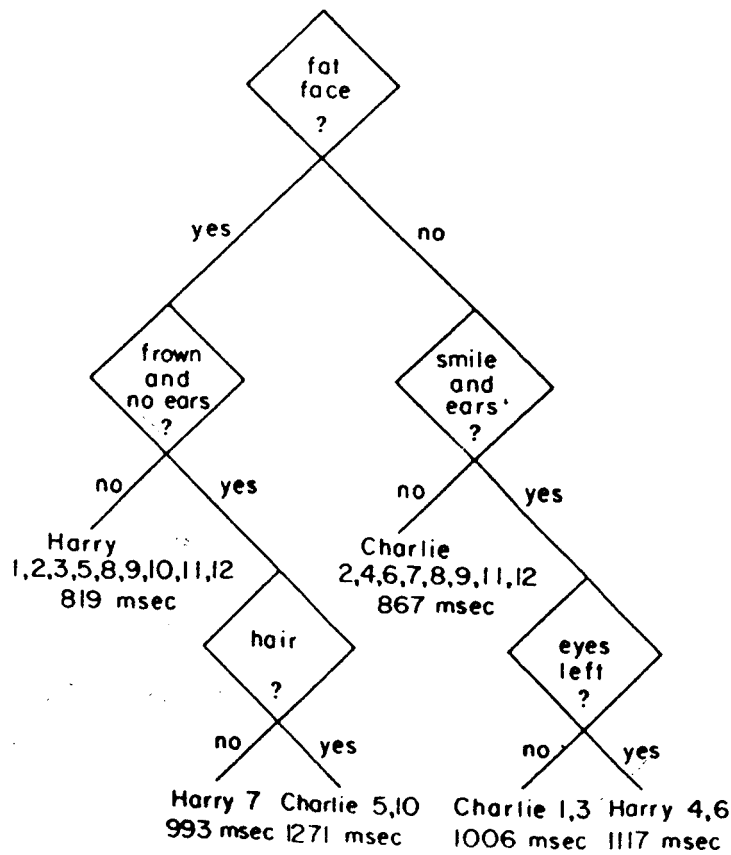 fat
face
?
yes
no
frown
and
no ears
?
smile
and
ears
?
no
yes
no
yes
Harry
1,2,3,5,8,9,10,11,12
819 msec
Charlie
2,4,6,7,8,9,11,12
867 msec
hair
?
eyes
left
?
no
yes
no
yes
Harry 7
993 msec
Charlie 5,10
1271 msec
Charlie 1,3
1006 msec
Harry 4,6
1117 msec